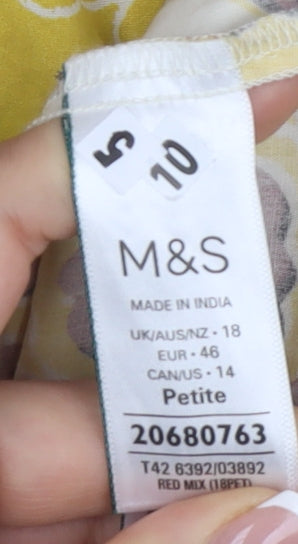 5 10
M&S
MADE IN INDIA
UK/AUS/NZ • 18
EUR • 46
CAN/US • 14
Petite
20680763
T42 6392/03892
RED MIX (18PET)